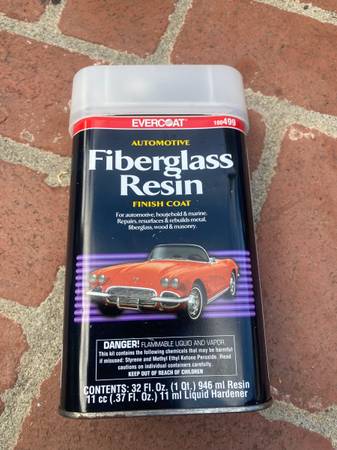 EVERCOAT®
100499
AUTOMOTIVE
Fiberglass
Resin
FINISH COAT
For automotive, household & marine.
Repairs, resurfaces & rebuilds metal,
fiberglass, wood & masonry.
DANGER! FLAMMABLE LIQUID AND VAPOR.
This kit contains the following chemicals that may be harmful
if misused: Styrene and Methyl Ethyl Ketone Peroxide. Read
cautions on individual containers carefully.
KEEP OUT OF REACH OF CHILDREN
CONTENTS: 32 Fl. Oz. (1 Qt.) 946 ml Resin
11 cc (.37 Fl. Oz.) 11 ml Liquid Hardener